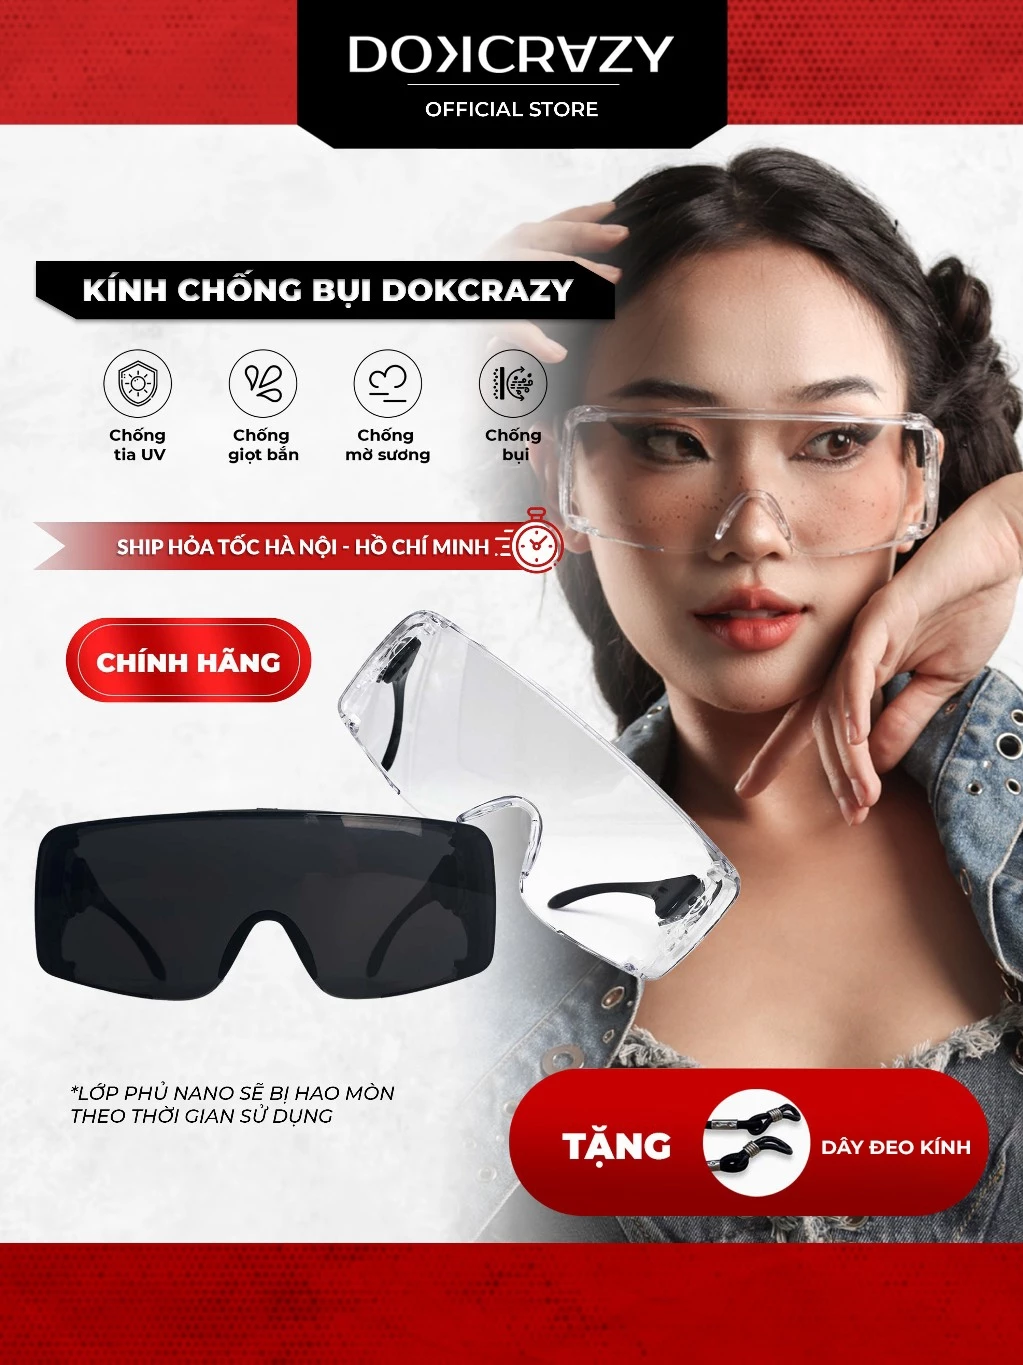 DOKCRAZY
OFFICIAL STORE
KÍNH CHỐNG BỤI DOKCRAZY
Chống tia UV
Chống giọt bắn
Chống mờ sương
Chống bụi
SHIP HỎA TỐC HÀ NỘI - HỒ CHÍ MINH
CHÍNH HÃNG
*LỚP PHỦ NANO SẼ BỊ HAO MÒN
THEO THỜI GIAN SỬ DỤNG
TẶNG
DÂY ĐEO KÍNH